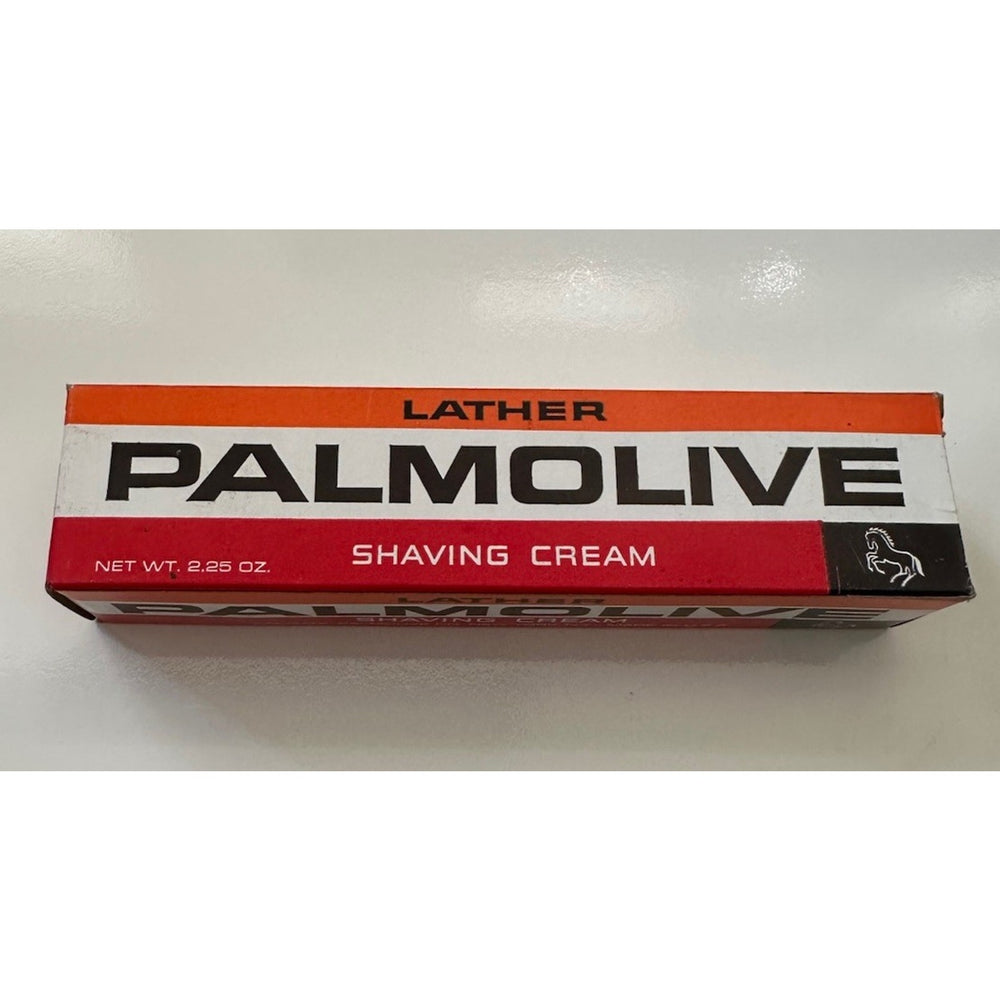 LATHER
PALMOLIVE
SHAVING CREAM
NET WT. 2.25 OZ.
LATHER
PALMOLIVE
SHAVING CREAM